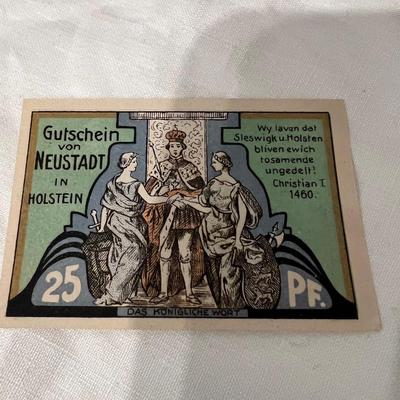 Gutschein
von
NEUSTADT
IN
HOLSTEIN
Wy laven dat
Sleswigk u. Holsten
bliven ewich
tosamende
ungedelt!
Christian I.
1460.
25 PF.
DAS KÖNIGLICHE WORT